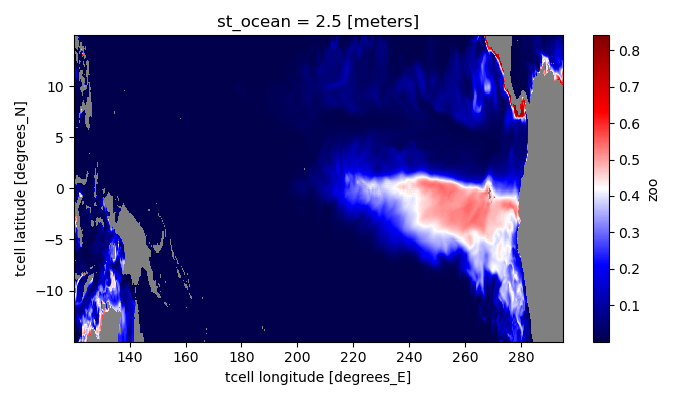 st_ocean = 2.5 [meters]
10
5
0
−5
−10
tcell latitude [degrees_N]
140 160 180 200 220 240 260 280
tcell longitude [degrees_E]
0.8
0.7
0.6
0.5
0.4
0.3
0.2
0.1
zoo